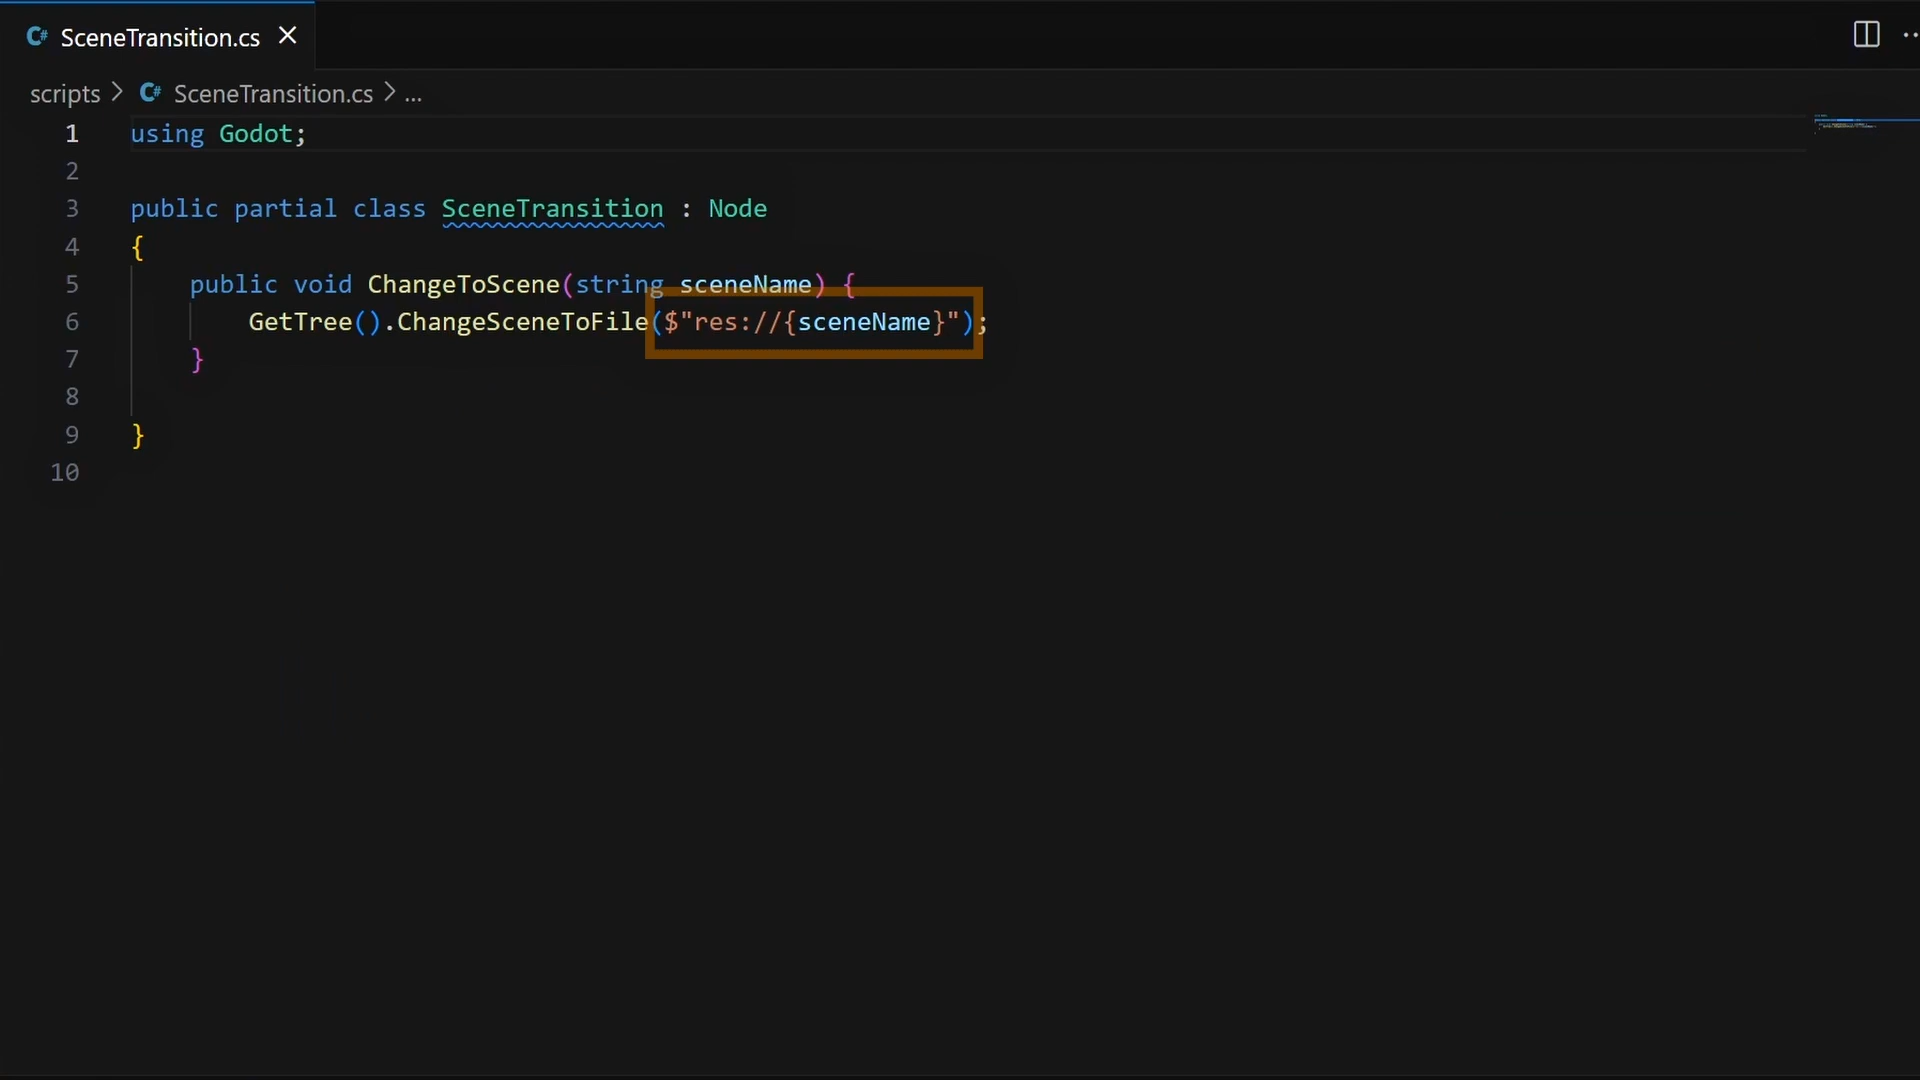 SceneTransition.cs
scripts > SceneTransition.cs > ...
1 using Godot;
2
3 public partial class SceneTransition : Node
4 {
5 public void ChangeToScene(string sceneName) {
6 GetTree().ChangeSceneToFile($"res://{sceneName}");
7 }
8
9 }
10